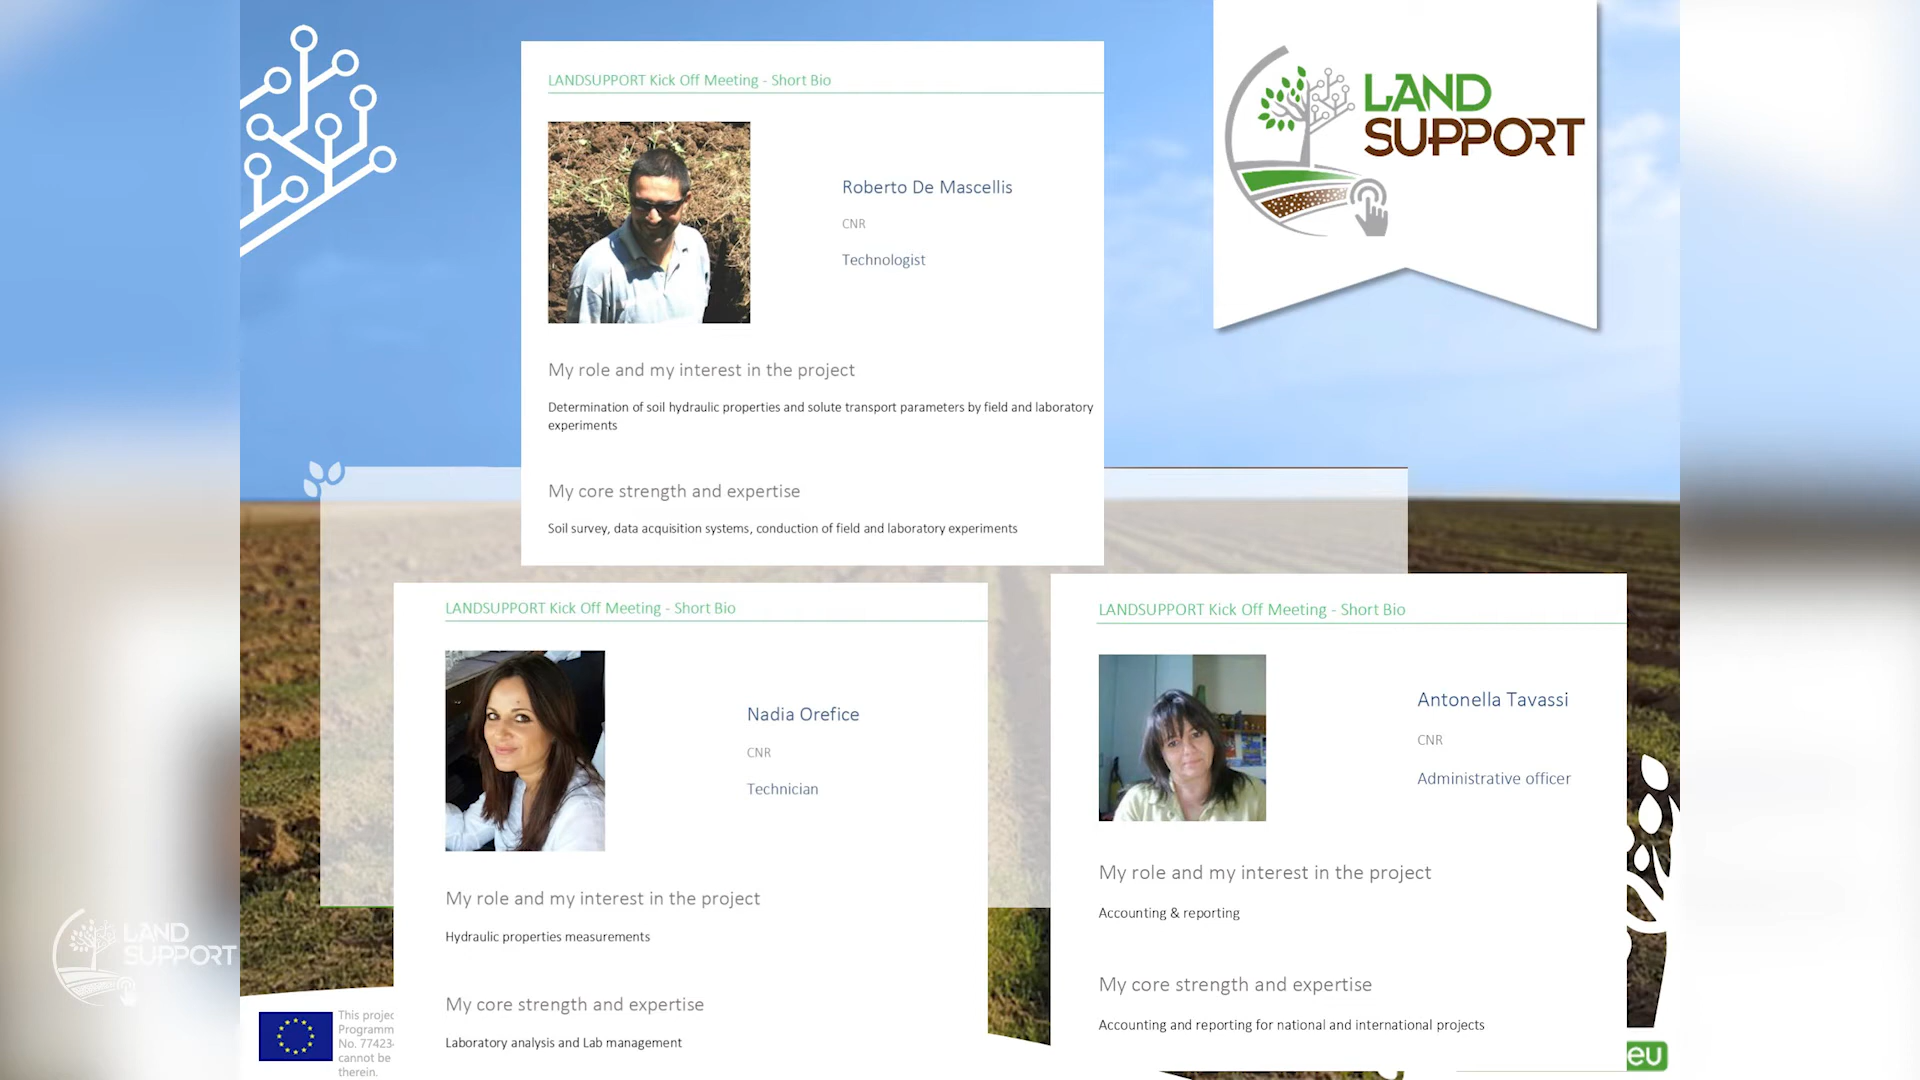 LANDSUPPORT Kick Off Meeting - Short Bio
Roberto De Mascellis
CNR
Technologist
My role and my interest in the project
Determination of soil hydraulic properties and solute transport parameters by field and laboratory
experiments
My core strength and expertise
Soil survey, data acquisition systems, conduction of field and laboratory experiments
LAND
SUPPORT
LANDSUPPORT Kick Off Meeting - Short Bio
Nadia Orefice
CNR
Technician
My role and my interest in the project
Hydraulic properties measurements
My core strength and expertise
Laboratory analysis and Lab management
LANDSUPPORT Kick Off Meeting - Short Bio
Antonella Tavassi
CNR
Administrative officer
My role and my interest in the project
Accounting & reporting
My core strength and expertise
Accounting and reporting for national and international projects
LAND
SUPPORT
This projec
Programm
No. 77423
cannot be
therein.
eu